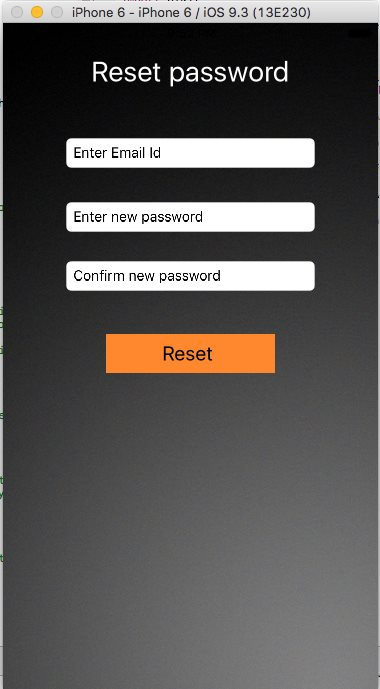 iPhone 6 - iPhone 6 / iOS 9.3 (13E230)
Reset password
Enter Email Id
Enter new password
Confirm new password
Reset